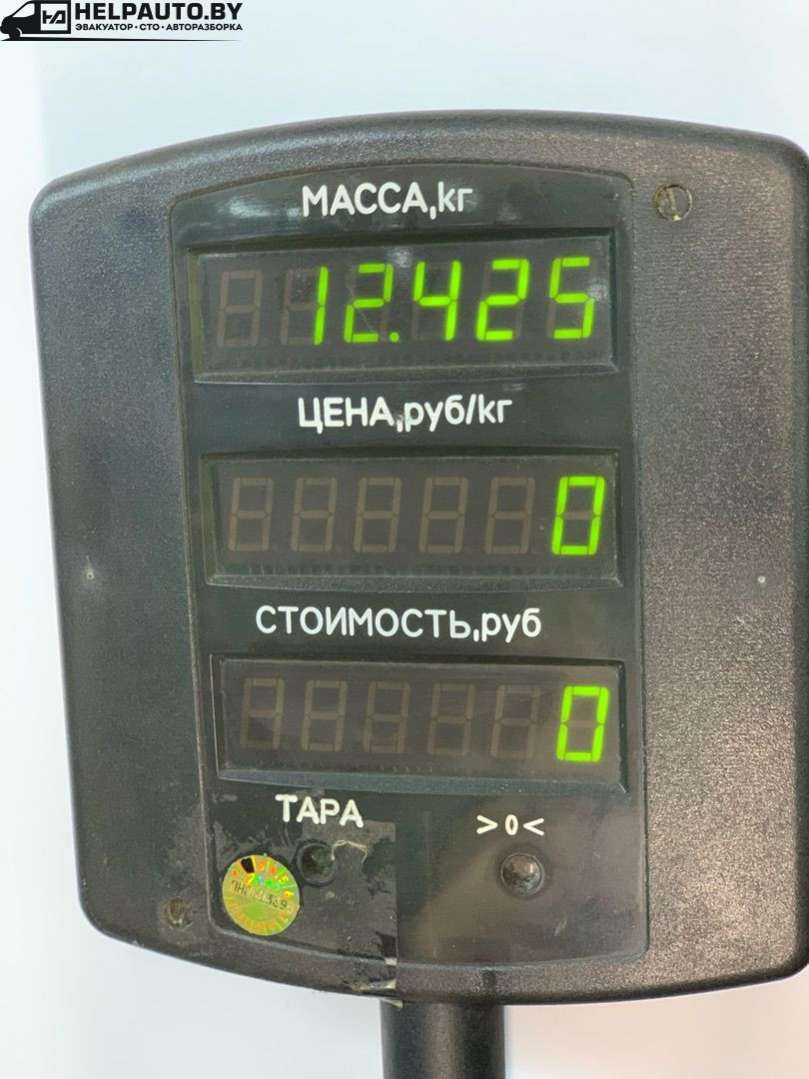 HELPAUTO.BY
ЭВАКУАТОР • СТО • АВТОРАЗБОРКА
МАССА,кг
12.425
ЦЕНА,руб/кг
0
СТОИМОСТЬ,руб
0
ТАРА
>0<